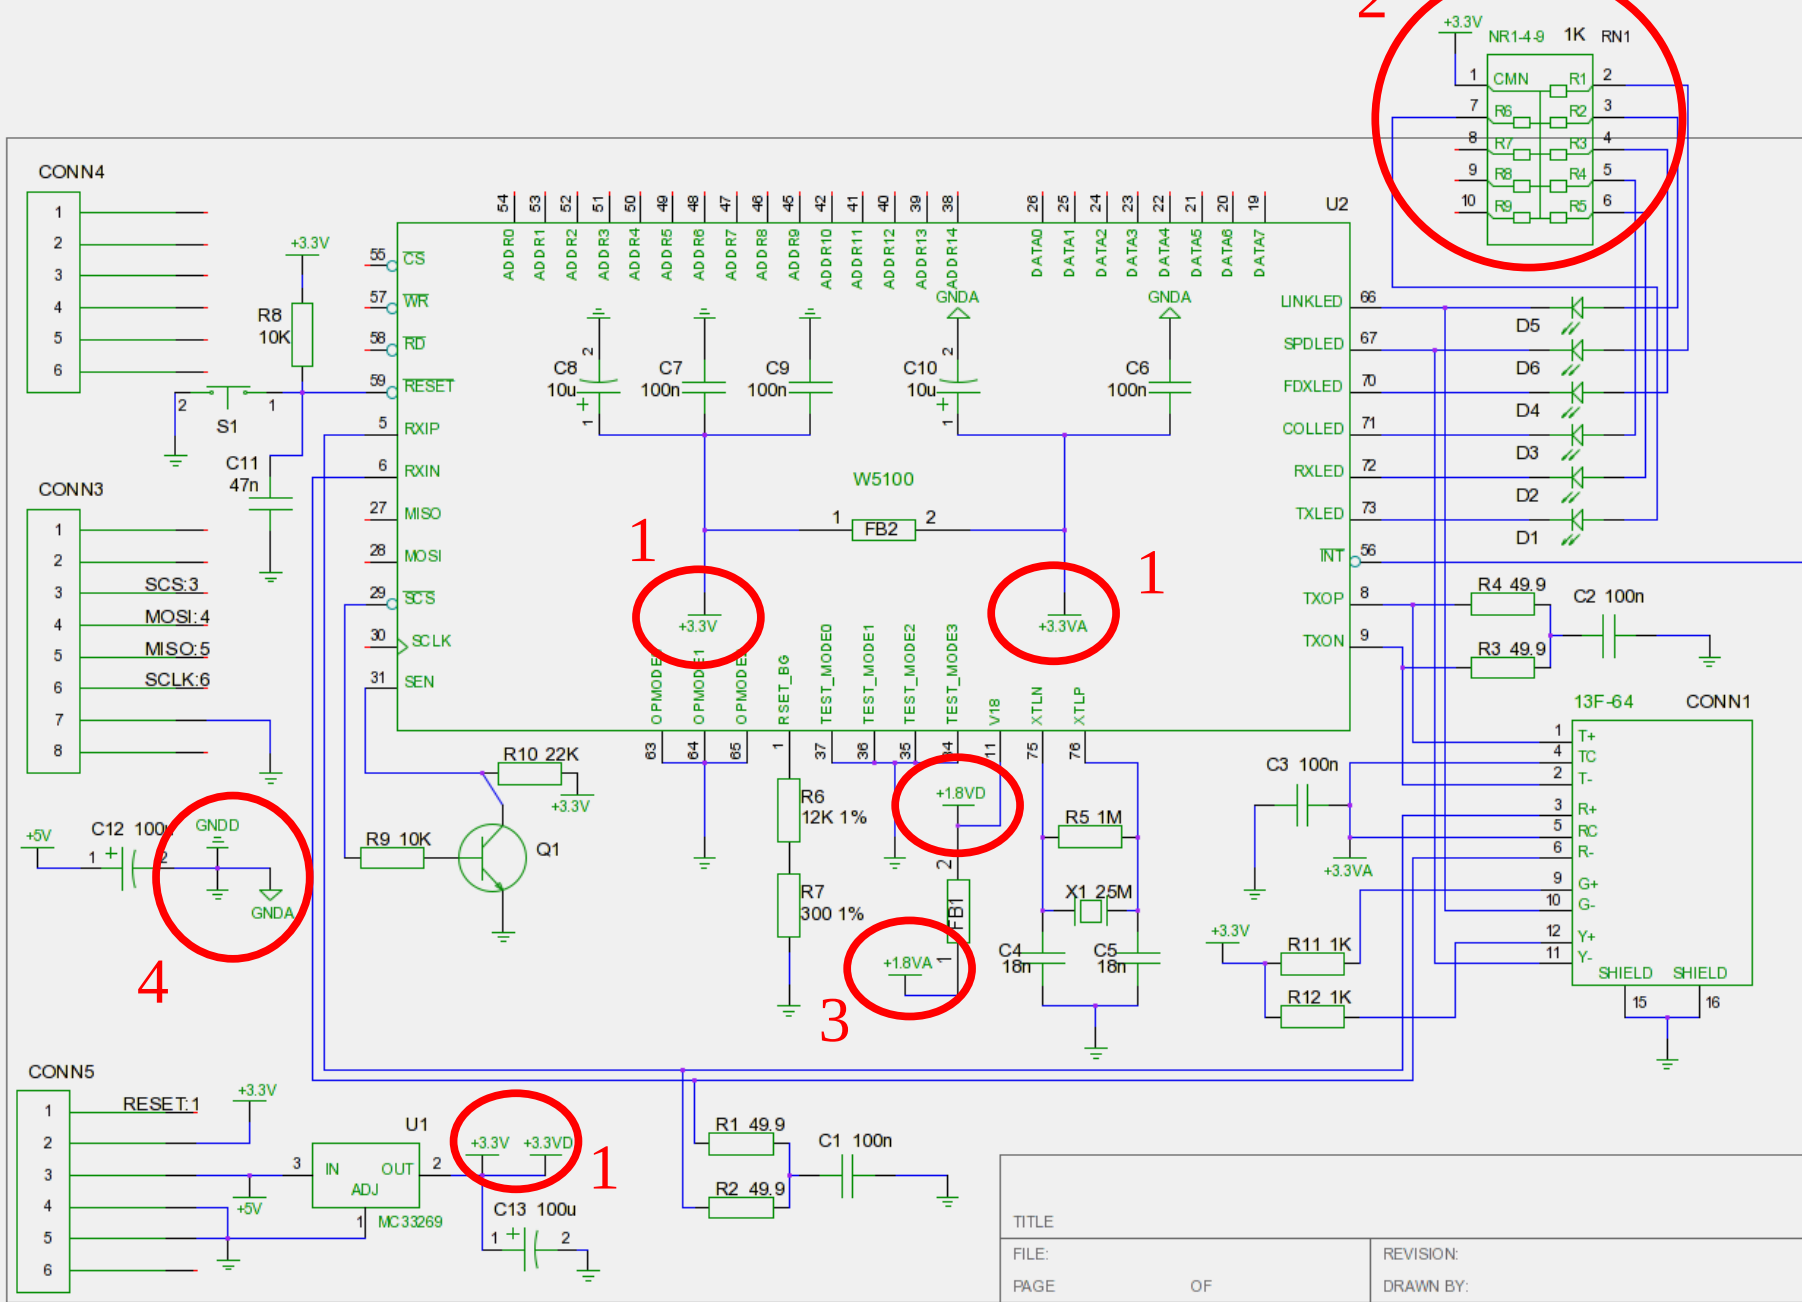 2
+3.3V
NR1-4-9 1K RN1
1 CMN R1 2
7 R6 R2 3
8 R7 R3 4
9 R8 R4 5
10 R9 R5 6
CONN4
1
2
3
4
5
6
+3.3V
R8
10K
2 1
S1
C11
47n
54 53 52 51 50 49 48 47 46 45 42 41 40 39 38 26 25 24 23 22 21 20 19
U2
ADDR0 ADDR1 ADDR2 ADDR3 ADDR4 ADDR5 ADDR6 ADDR7 ADDR8 ADDR9 ADDR10 ADDR11 ADDR12 ADDR13 ADDR14 DATA0 DATA1 DATA2 DATA3 DATA4 DATA5 DATA6 DATA7
55 CS
57 WR
58 RD
59 RESET
5 RXIP
6 RXIN
27 MISO
28 MOSI
29 SCS
30 SCLK
31 SEN
GNDA GNDA
2 2
C8 C7 C9 C10 C6
10u 100n 100n 10u 100n
+ +
1 1
W5100
1 FB2 2
1 1
+3.3V +3.3VA
LINKLED 66
SPDLED 67
FDXLED 70
COLLED 71
RXLED 72
TXLED 73
INT 56
TXOP 8
TXON 9
D5
D6
D4
D3
D2
D1
R4 49.9
C2 100n
R3 49.9
CONN3
1
2
3 SCS:3
4 MOSI:4
5 MISO:5
6 SCLK:6
7
8
OPMODE1 RSET_BG TEST_MODE0 TEST_MODE1 TEST_MODE2 TEST_MODE3 V18 XTLN XTLP
63 64 65 1 37 36 35 34 11 75 76
R10 22K
+3.3V
R9 10K
Q1
R6
12K 1%
R7
300 1%
+1.8VD
2
FB1
1
+1.8VA
3
R5 1M
X1 25M
C4
18n
C5
18n
+5V
C12 100u
1 + 2
GNDD
GNDA
4
13F-64 CONN1
1 T+
4 TC
2 T-
3 R+
5 RC
6 R-
9 G+
10 G-
12 Y+
11 Y-
SHIELD SHIELD
15 16
C3 100n
+3.3VA
+3.3V
R11 1K
R12 1K
CONN5
1 RESET:1
2
3
4
5
6
+3.3V
+5V
U1
3 IN OUT 2
ADJ
1 MC33269
+3.3V +3.3VD
1
C13 100u
1 + 2
R1 49.9
C1 100n
R2 49.9
TITLE
FILE: REVISION:
PAGE OF DRAWN BY: